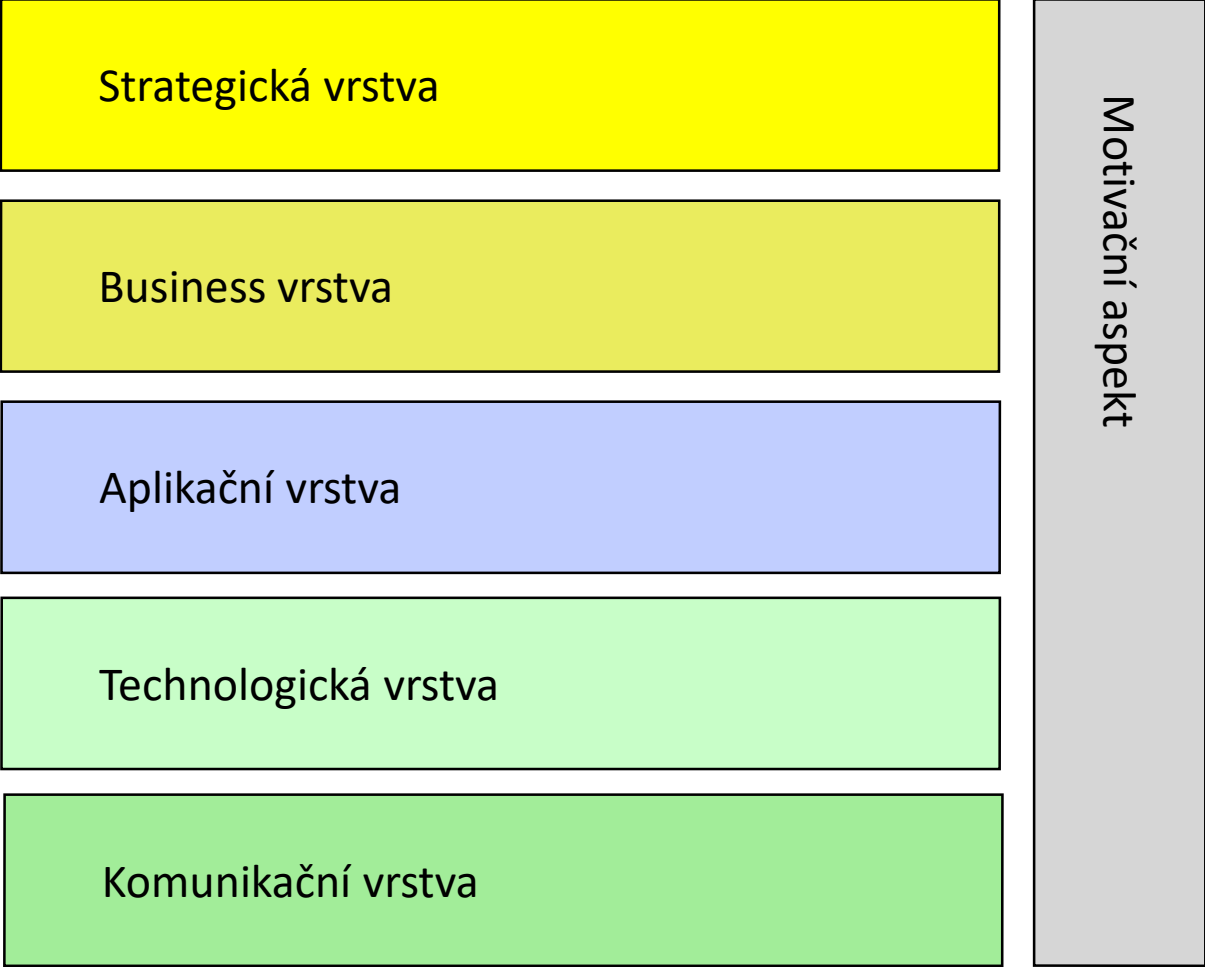 Strategická vrstva
Business vrstva
Aplikační vrstva
Technologická vrstva
Komunikační vrstva
Motivační aspekt